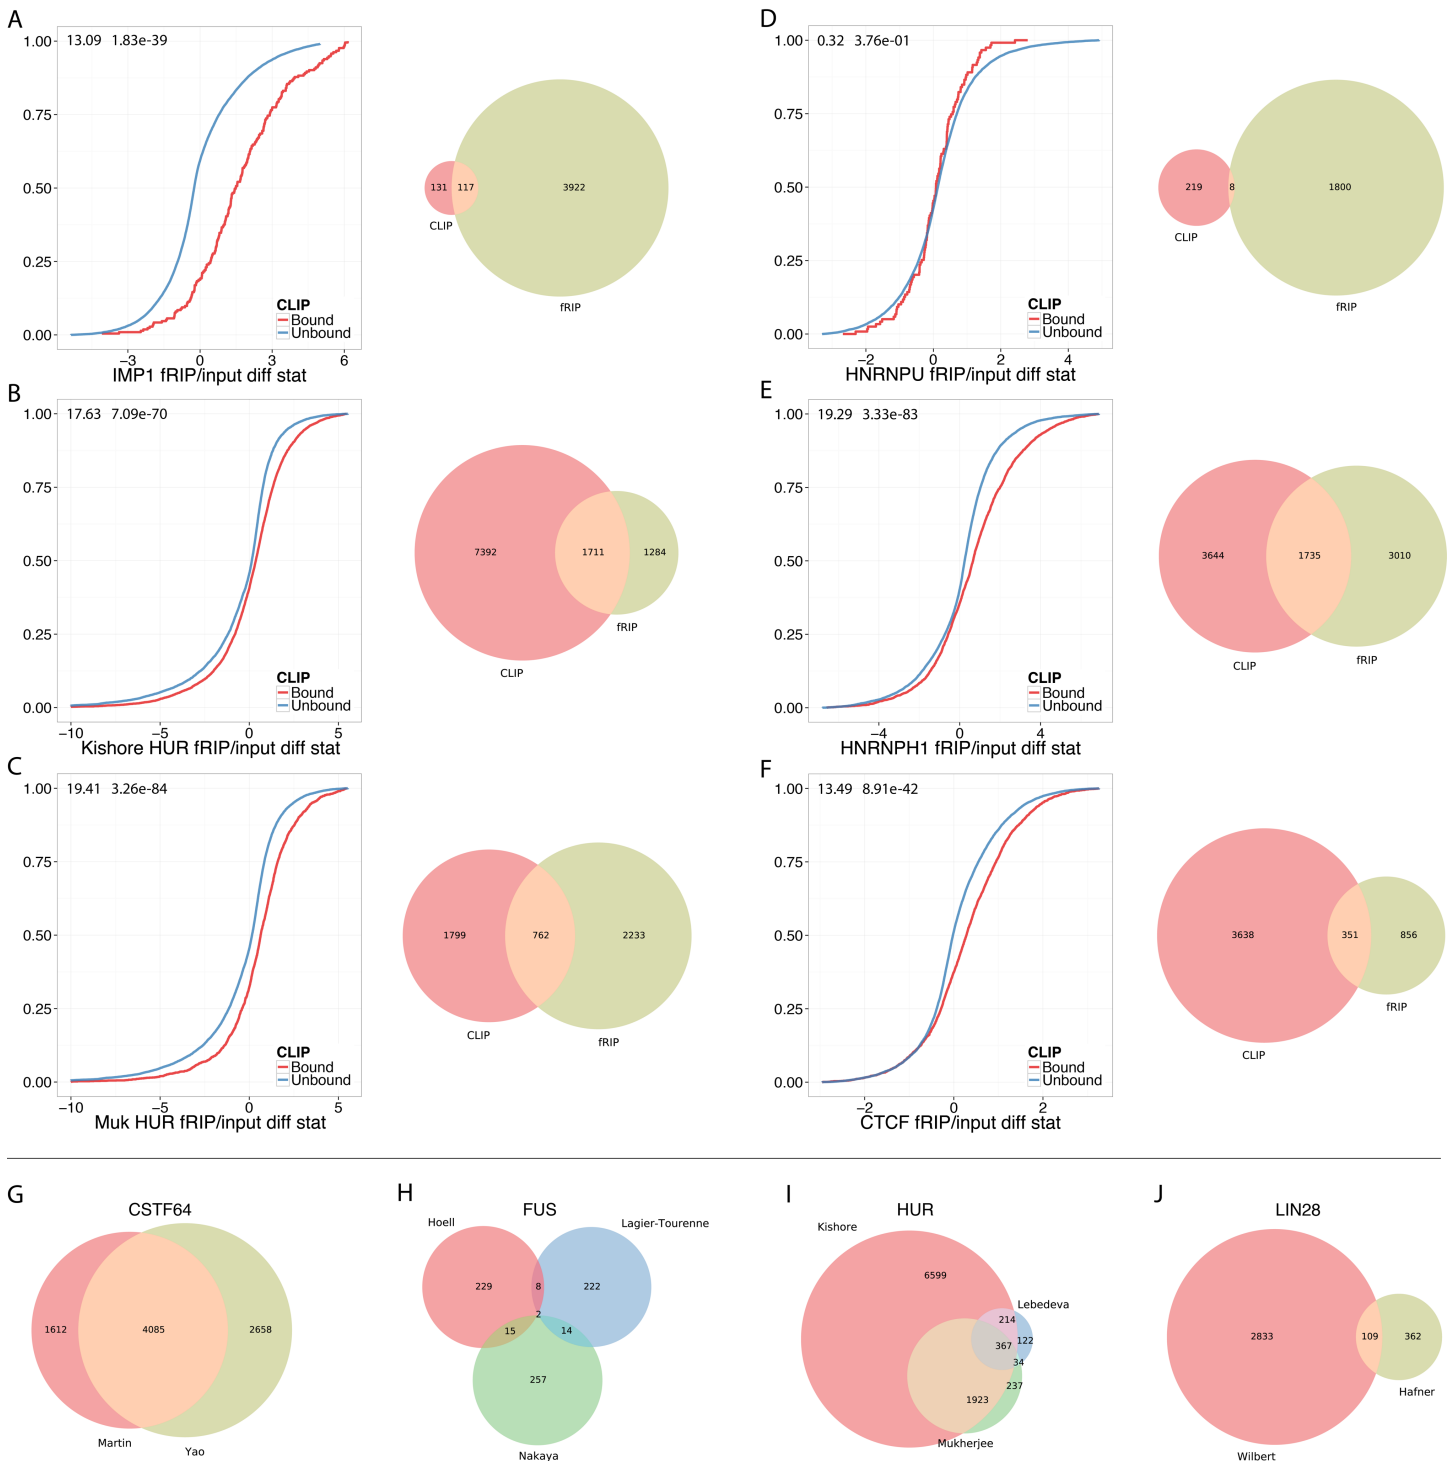 A
13.09 1.83e-39
1.00
0.75
0.50
0.25
0.00
CLIP
Bound
Unbound
−3 0 3 6
IMP1 fRIP/input diff stat
131 117 3922
CLIP
fRIP
D
0.32 3.76e-01
1.00
0.75
0.50
0.25
0.00
CLIP
Bound
Unbound
−2 0 2 4
HNRNPU fRIP/input diff stat
219 8 1800
CLIP
fRIP
B
17.63 7.09e-70
1.00
0.75
0.50
0.25
0.00
CLIP
Bound
Unbound
−10 −5 0 5
Kishore HUR fRIP/input diff stat
7392 1711 1284
fRIP
CLIP
E
19.29 3.33e-83
1.00
0.75
0.50
0.25
0.00
CLIP
Bound
Unbound
−4 0 4
HNRNPH1 fRIP/input diff stat
3644 1735 3010
CLIP
fRIP
C
19.41 3.26e-84
1.00
0.75
0.50
0.25
0.00
CLIP
Bound
Unbound
−10 −5 0 5
Muk HUR fRIP/input diff stat
1799 762 2233
CLIP
fRIP
F
13.49 8.91e-42
1.00
0.75
0.50
0.25
0.00
CLIP
Bound
Unbound
−2 0 2
CTCF fRIP/input diff stat
3638 351 856
fRIP
CLIP
G
CSTF64
1612 4085 2658
Martin
Yao
H
FUS
Hoell
Lagier-Tourenne
229 8 222
2
15 14
257
Nakaya
I
HUR
Kishore
6599
Lebedeva
214
122
367
34
237
1923
Mukherjee
J
LIN28
2833 109 362
Hafner
Wilbert